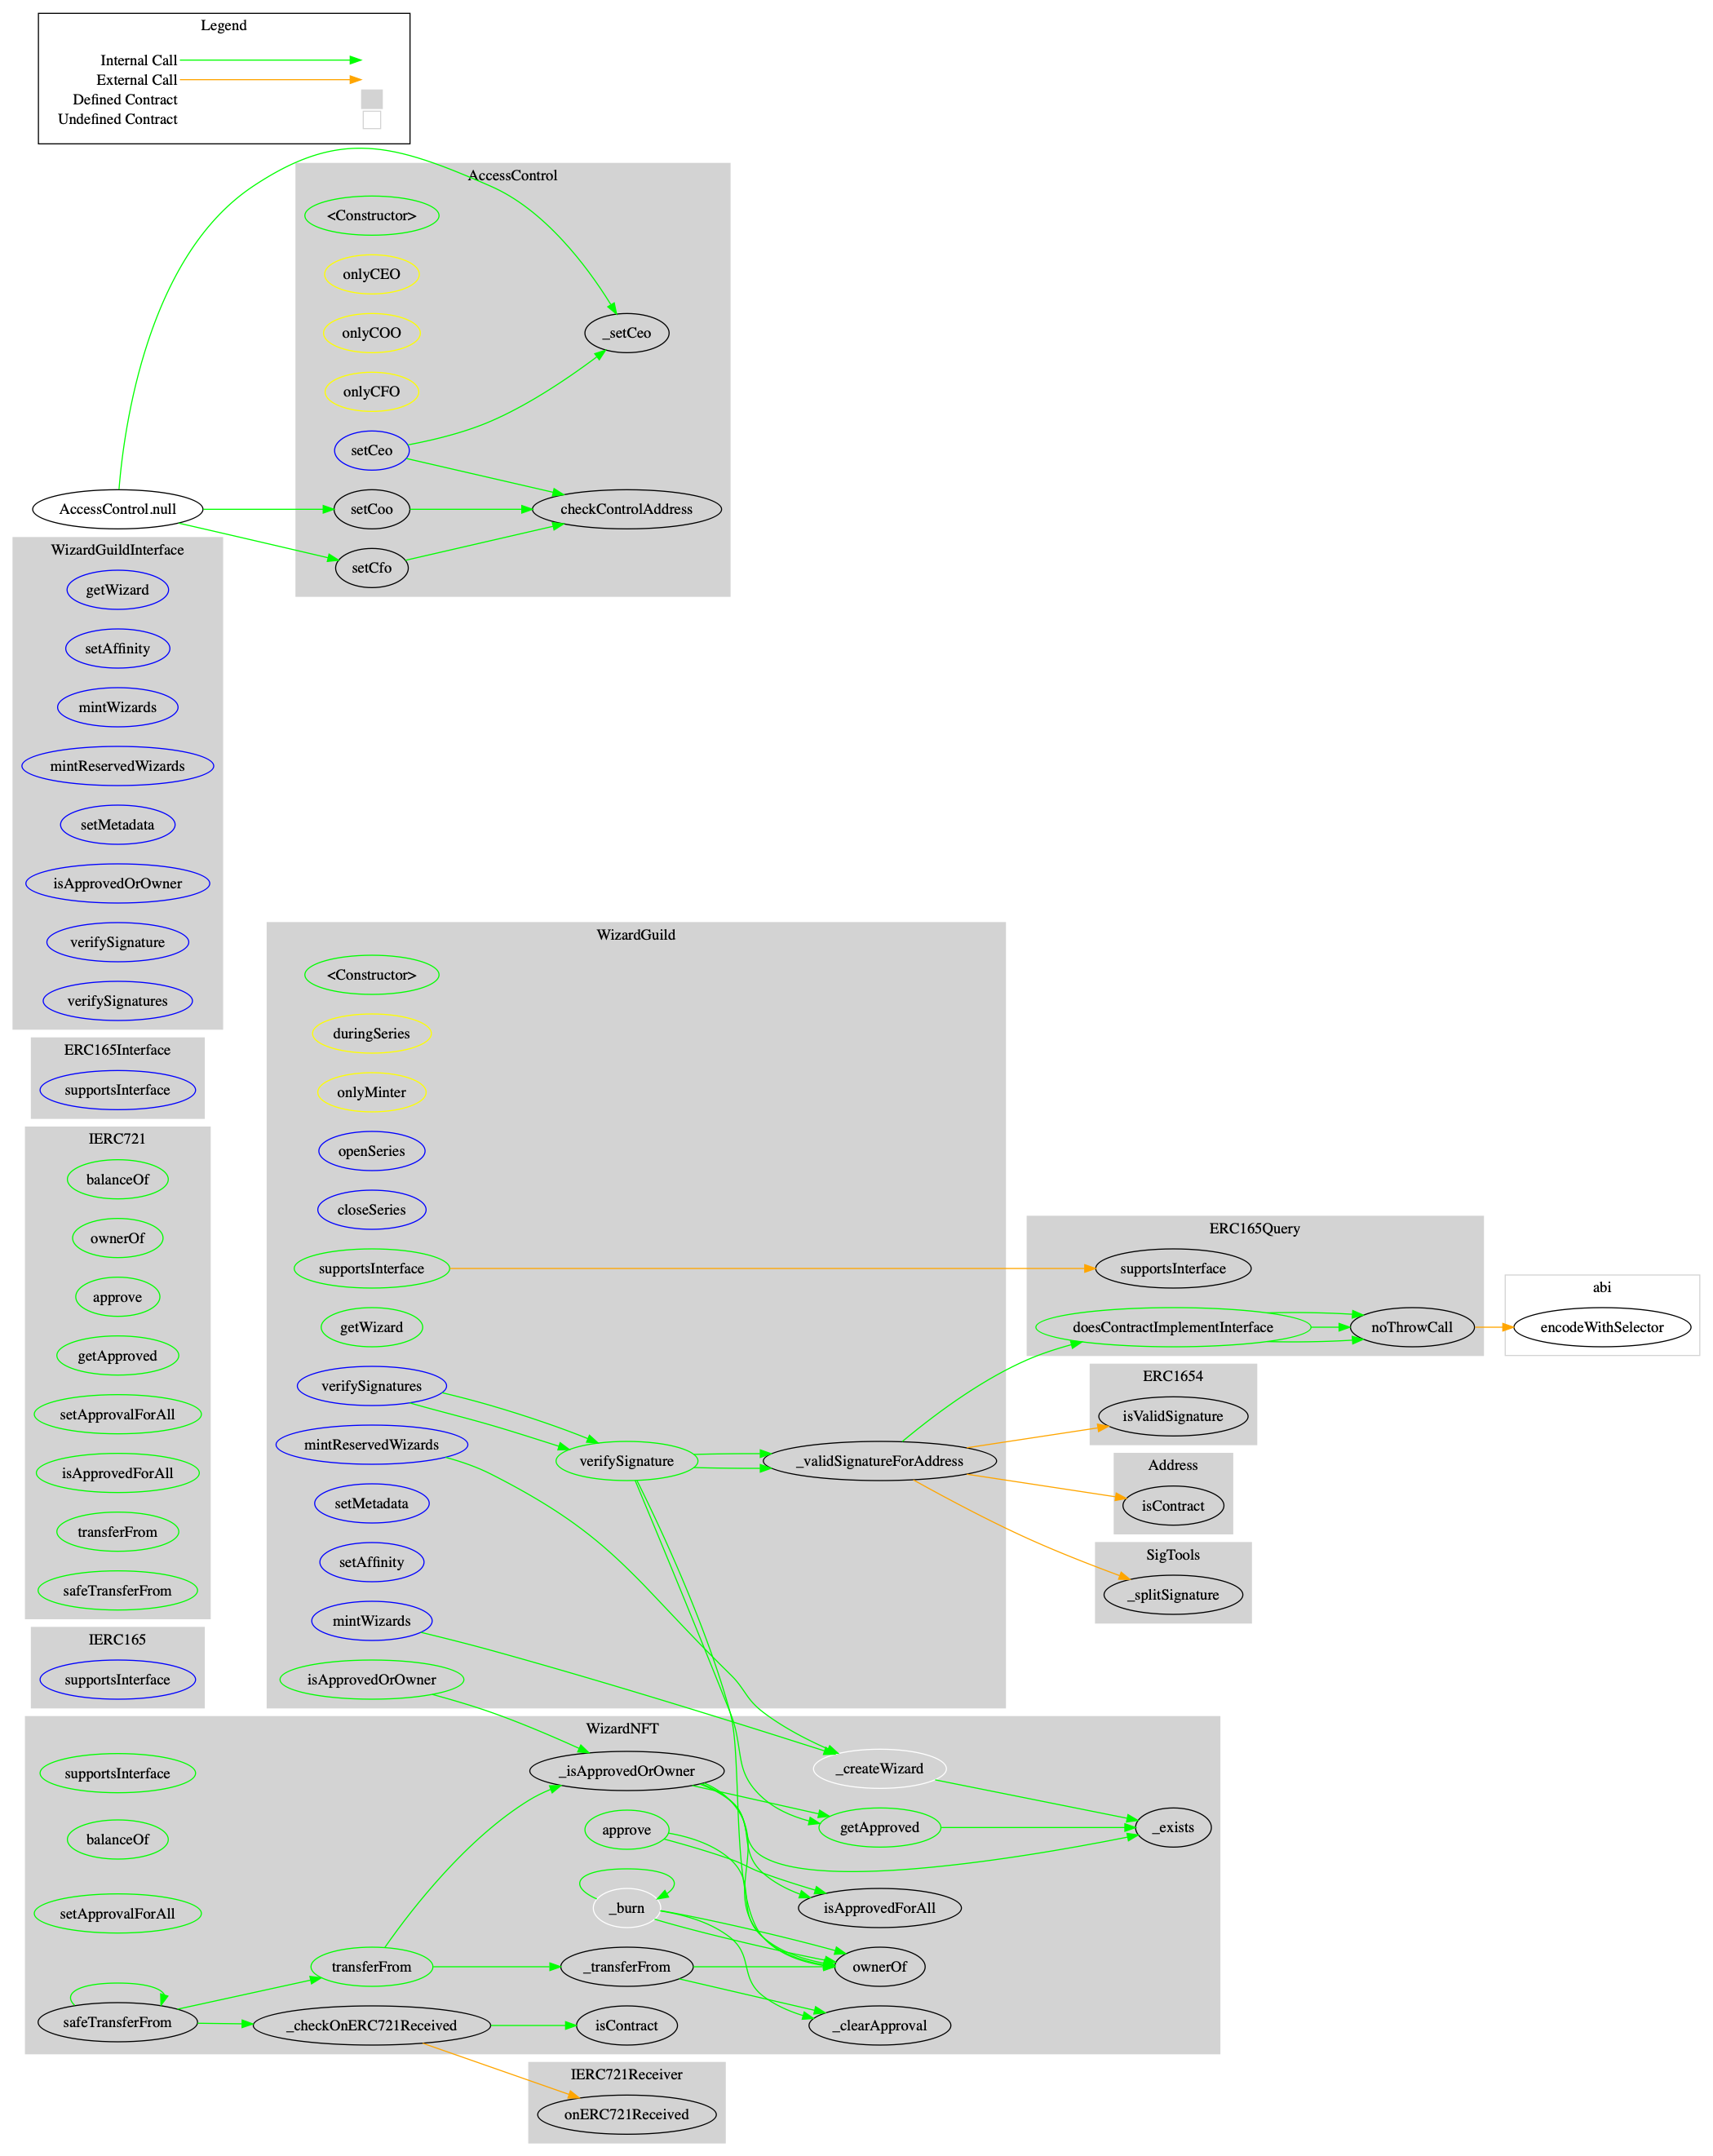 Legend
Internal Call
External Call
Defined Contract
Undefined Contract
AccessControl
<Constructor>
onlyCEO
onlyCOO
_setCeo
onlyCFO
setCeo
AccessControl.null
setCoo
checkControlAddress
setCfo
WizardGuildInterface
getWizard
setAffinity
mintWizards
mintReservedWizards
setMetadata
isApprovedOrOwner
verifySignature
verifySignatures
ERC165Interface
supportsInterface
IERC721
balanceOf
ownerOf
approve
getApproved
setApprovalForAll
isApprovedForAll
transferFrom
safeTransferFrom
IERC165
supportsInterface
WizardGuild
<Constructor>
duringSeries
onlyMinter
openSeries
closeSeries
supportsInterface
getWizard
verifySignatures
mintReservedWizards
verifySignature
_validSignatureForAddress
setMetadata
setAffinity
mintWizards
isApprovedOrOwner
ERC165Query
supportsInterface
doesContractImplementInterface
noThrowCall
abi
encodeWithSelector
ERC1654
isValidSignature
Address
isContract
SigTools
_splitSignature
WizardNFT
supportsInterface
_isApprovedOrOwner
_createWizard
balanceOf
approve
getApproved
_exists
setApprovalForAll
_burn
isApprovedForAll
transferFrom
_transferFrom
ownerOf
safeTransferFrom
_checkOnERC721Received
isContract
_clearApproval
IERC721Receiver
onERC721Received